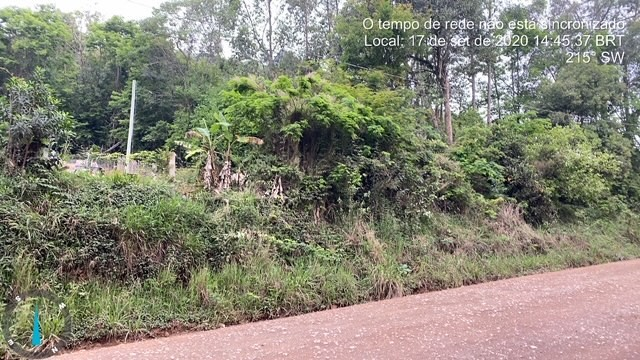 O tempo de rede não está sincronizado
Local: 17 de set de 2020 14:45:37 BRT
215° SW